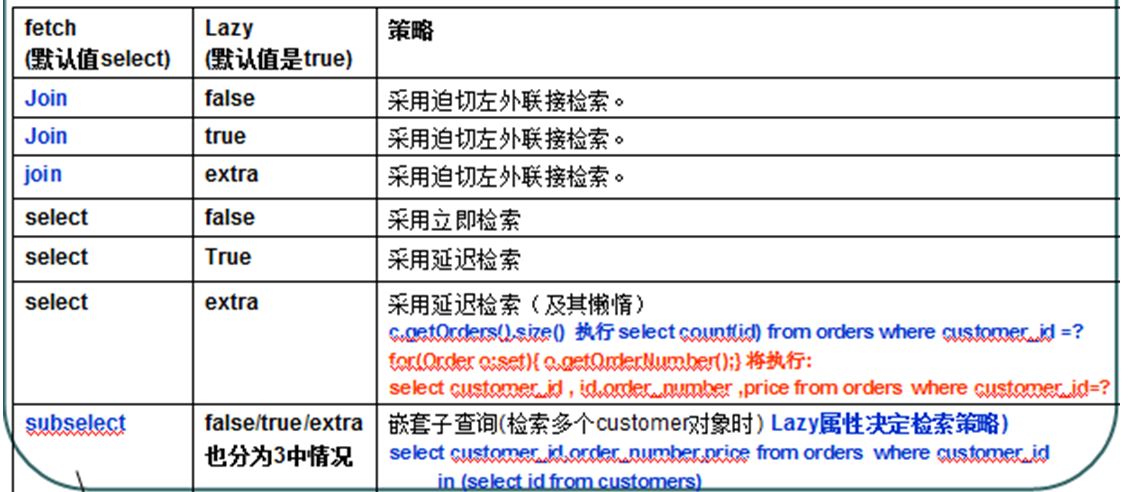 fetch
(默认值select)
Lazy
(默认值是true)
策略
Join
false
采用迫切左外联接检索。
Join
true
采用迫切左外联接检索。
join
extra
采用迫切左外联接检索。
select
false
采用立即检索
select
True
采用延迟检索
select
extra
采用延迟检索（及其懒惰）
c.getOrders().size() 执行 select count(id) from orders where customer_id =?
for(Order o:set){ o.getOrderNumber();} 将执行:
select customer_id , id,order_number ,price from orders where customer_id=?
subselect
false/true/extra
也分为3中情况
嵌套子查询(检索多个customer对象时) Lazy属性决定检索策略)
select customer_id,order_number,price from orders where customer_id
in (select id from customers)